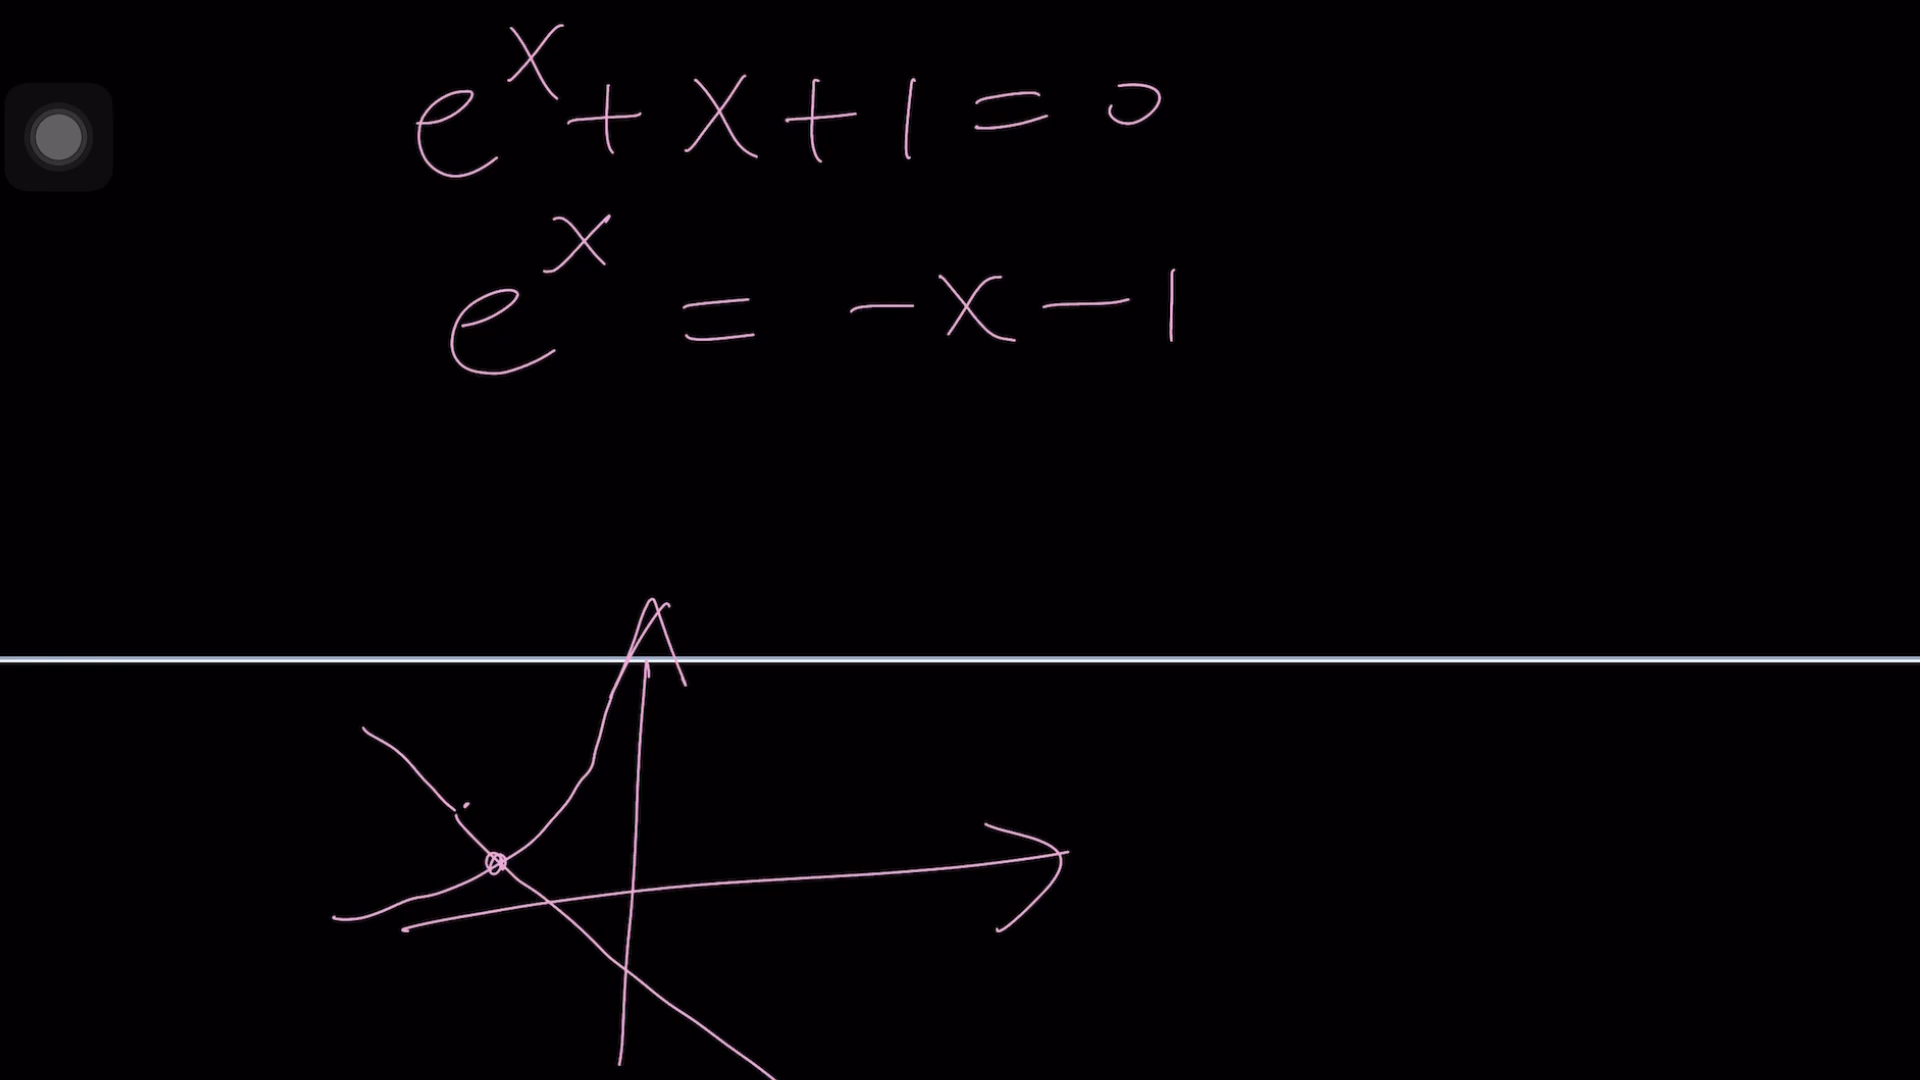 e^x + x + 1 = 0
e^x = -x - 1